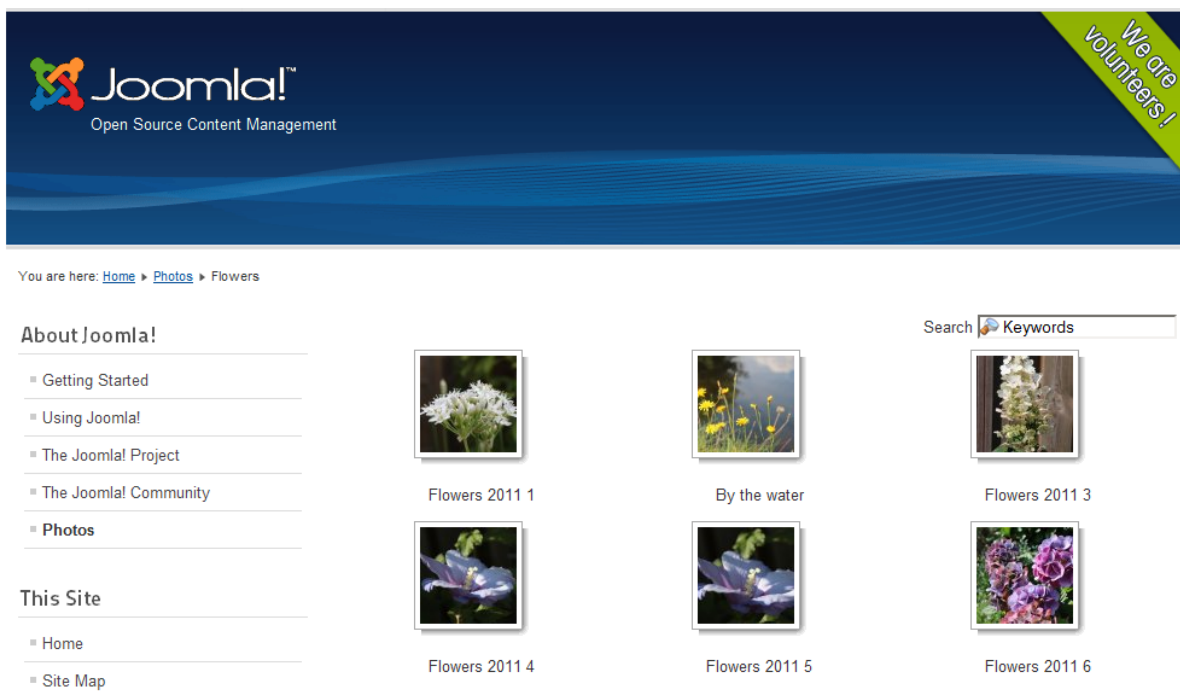 Joomla!™
Open Source Content Management
We are
volunteers!
You are here: Home ▸ Photos ▸ Flowers
About Joomla!
Getting Started
Using Joomla!
The Joomla! Project
The Joomla! Community
Photos
This Site
Home
Site Map
Search Keywords
Flowers 2011 1
By the water
Flowers 2011 3
Flowers 2011 4
Flowers 2011 5
Flowers 2011 6